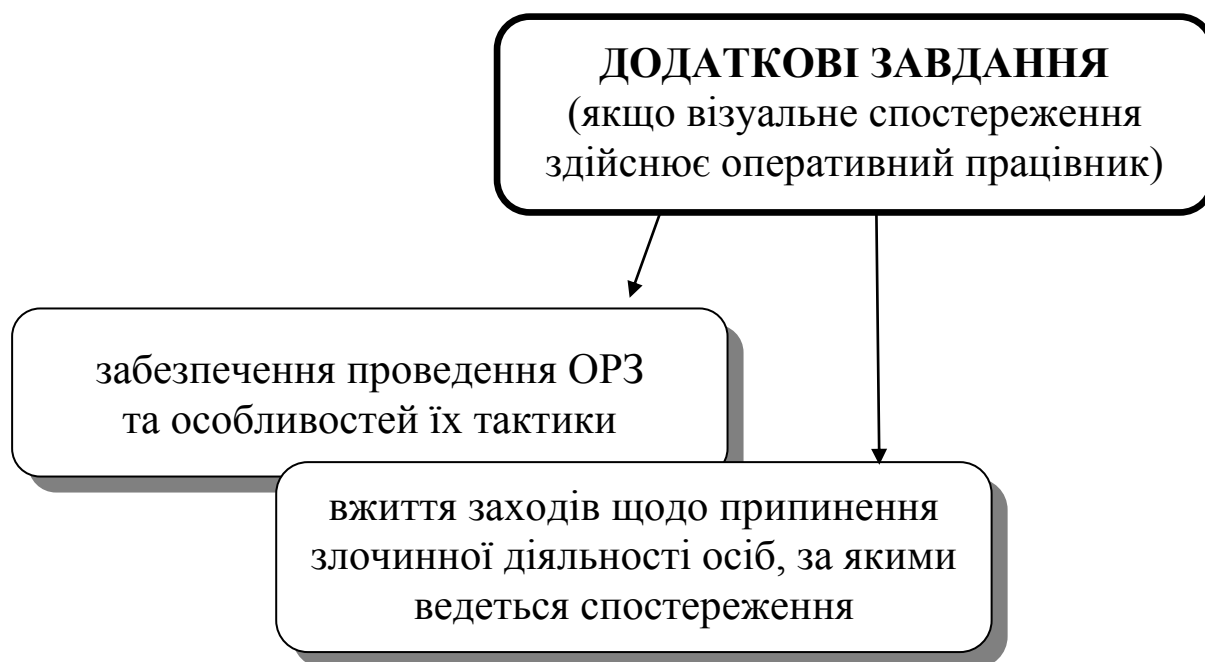 ДОДАТКОВІ ЗАВДАННЯ
(якщо візуальне спостереження
здійснює оперативний працівник)
забезпечення проведення ОРЗ
та особливостей їх тактики
вжиття заходів щодо припинення
злочинної діяльності осіб, за якими
ведеться спостереження